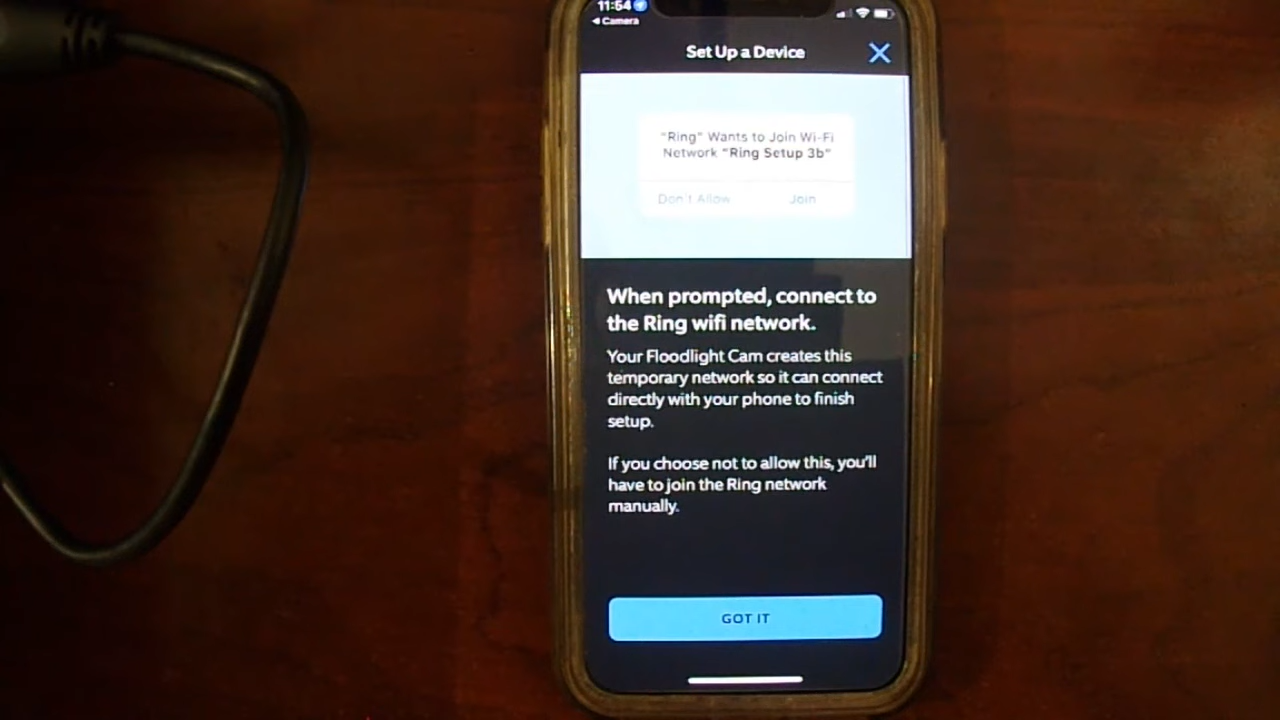 11:54
◀ Camera
Set Up a Device
"Ring" Wants to Join Wi-Fi
Network "Ring Setup 3b"
Don't Allow Join
When prompted, connect to
the Ring wifi network.
Your Floodlight Cam creates this
temporary network so it can connect
directly with your phone to finish
setup.
If you choose not to allow this, you'll
have to join the Ring network
manually.
GOT IT